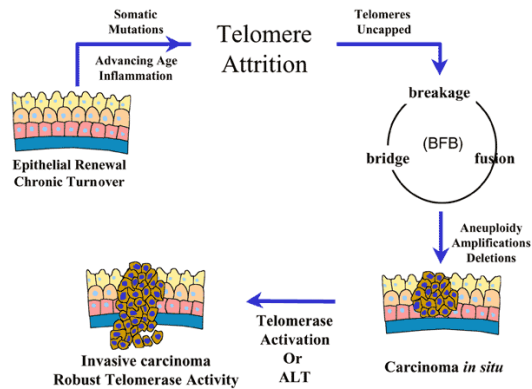 Somatic
Mutations
Advancing Age
Inflammation
Telomere
Attrition
Telomeres
Uncapped
Epithelial Renewal
Chronic Turnover
breakage
(BFB)
bridge
fusion
Aneuploidy
Amplifications
Deletions
Carcinoma in situ
Telomerase
Activation
Or
ALT
Invasive carcinoma
Robust Telomerase Activity